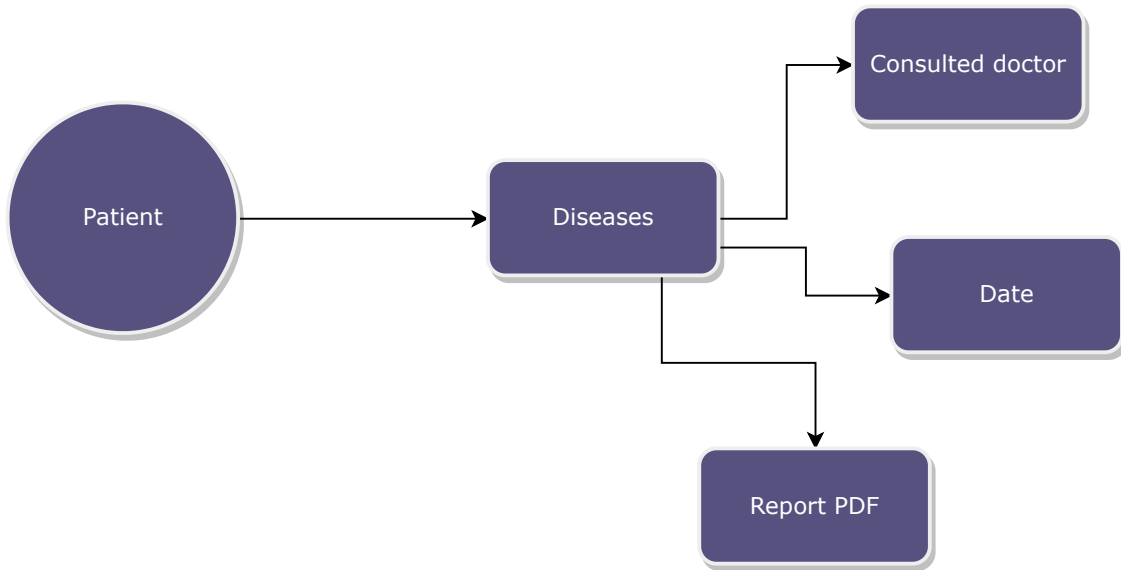 Consulted doctor
Patient
Diseases
Date
Report PDF